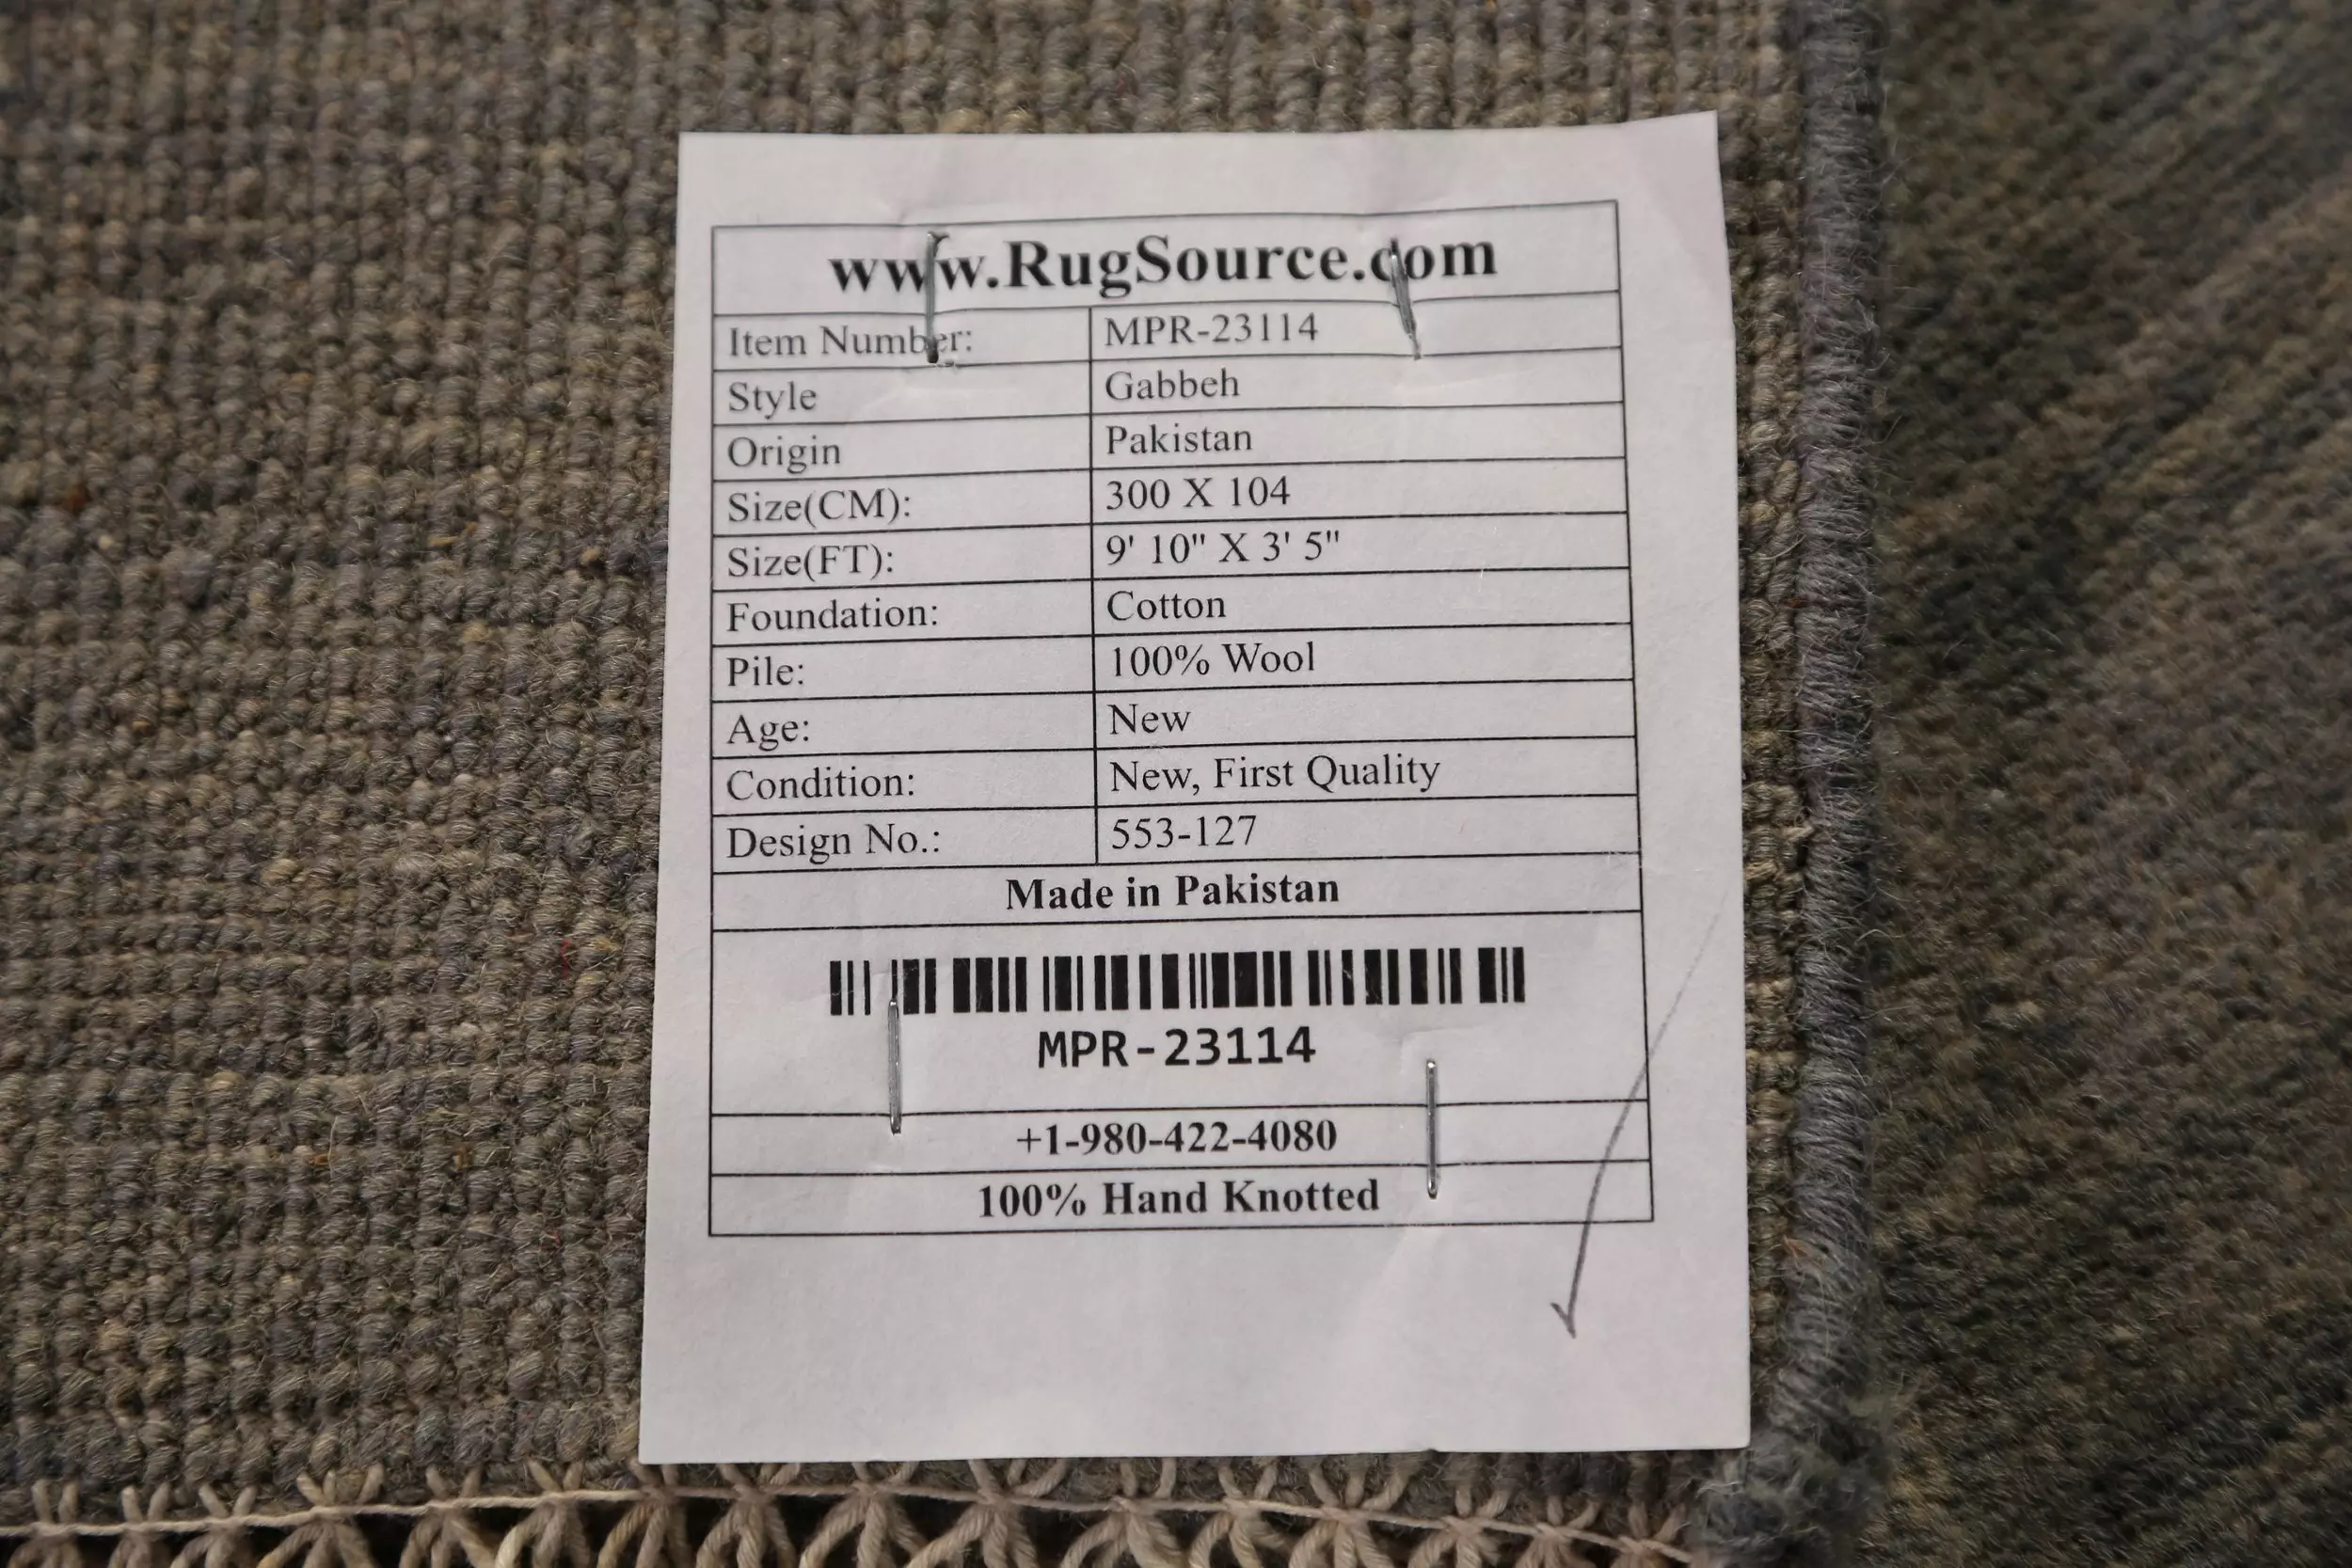 www.RugSource.com
Item Number: MPR-23114
Style Gabbeh
Origin Pakistan
Size(CM): 300 X 104
Size(FT): 9' 10" X 3' 5"
Foundation: Cotton
Pile: 100% Wool
Age: New
Condition: New, First Quality
Design No.: 553-127
Made in Pakistan
MPR-23114
+1-980-422-4080
100% Hand Knotted